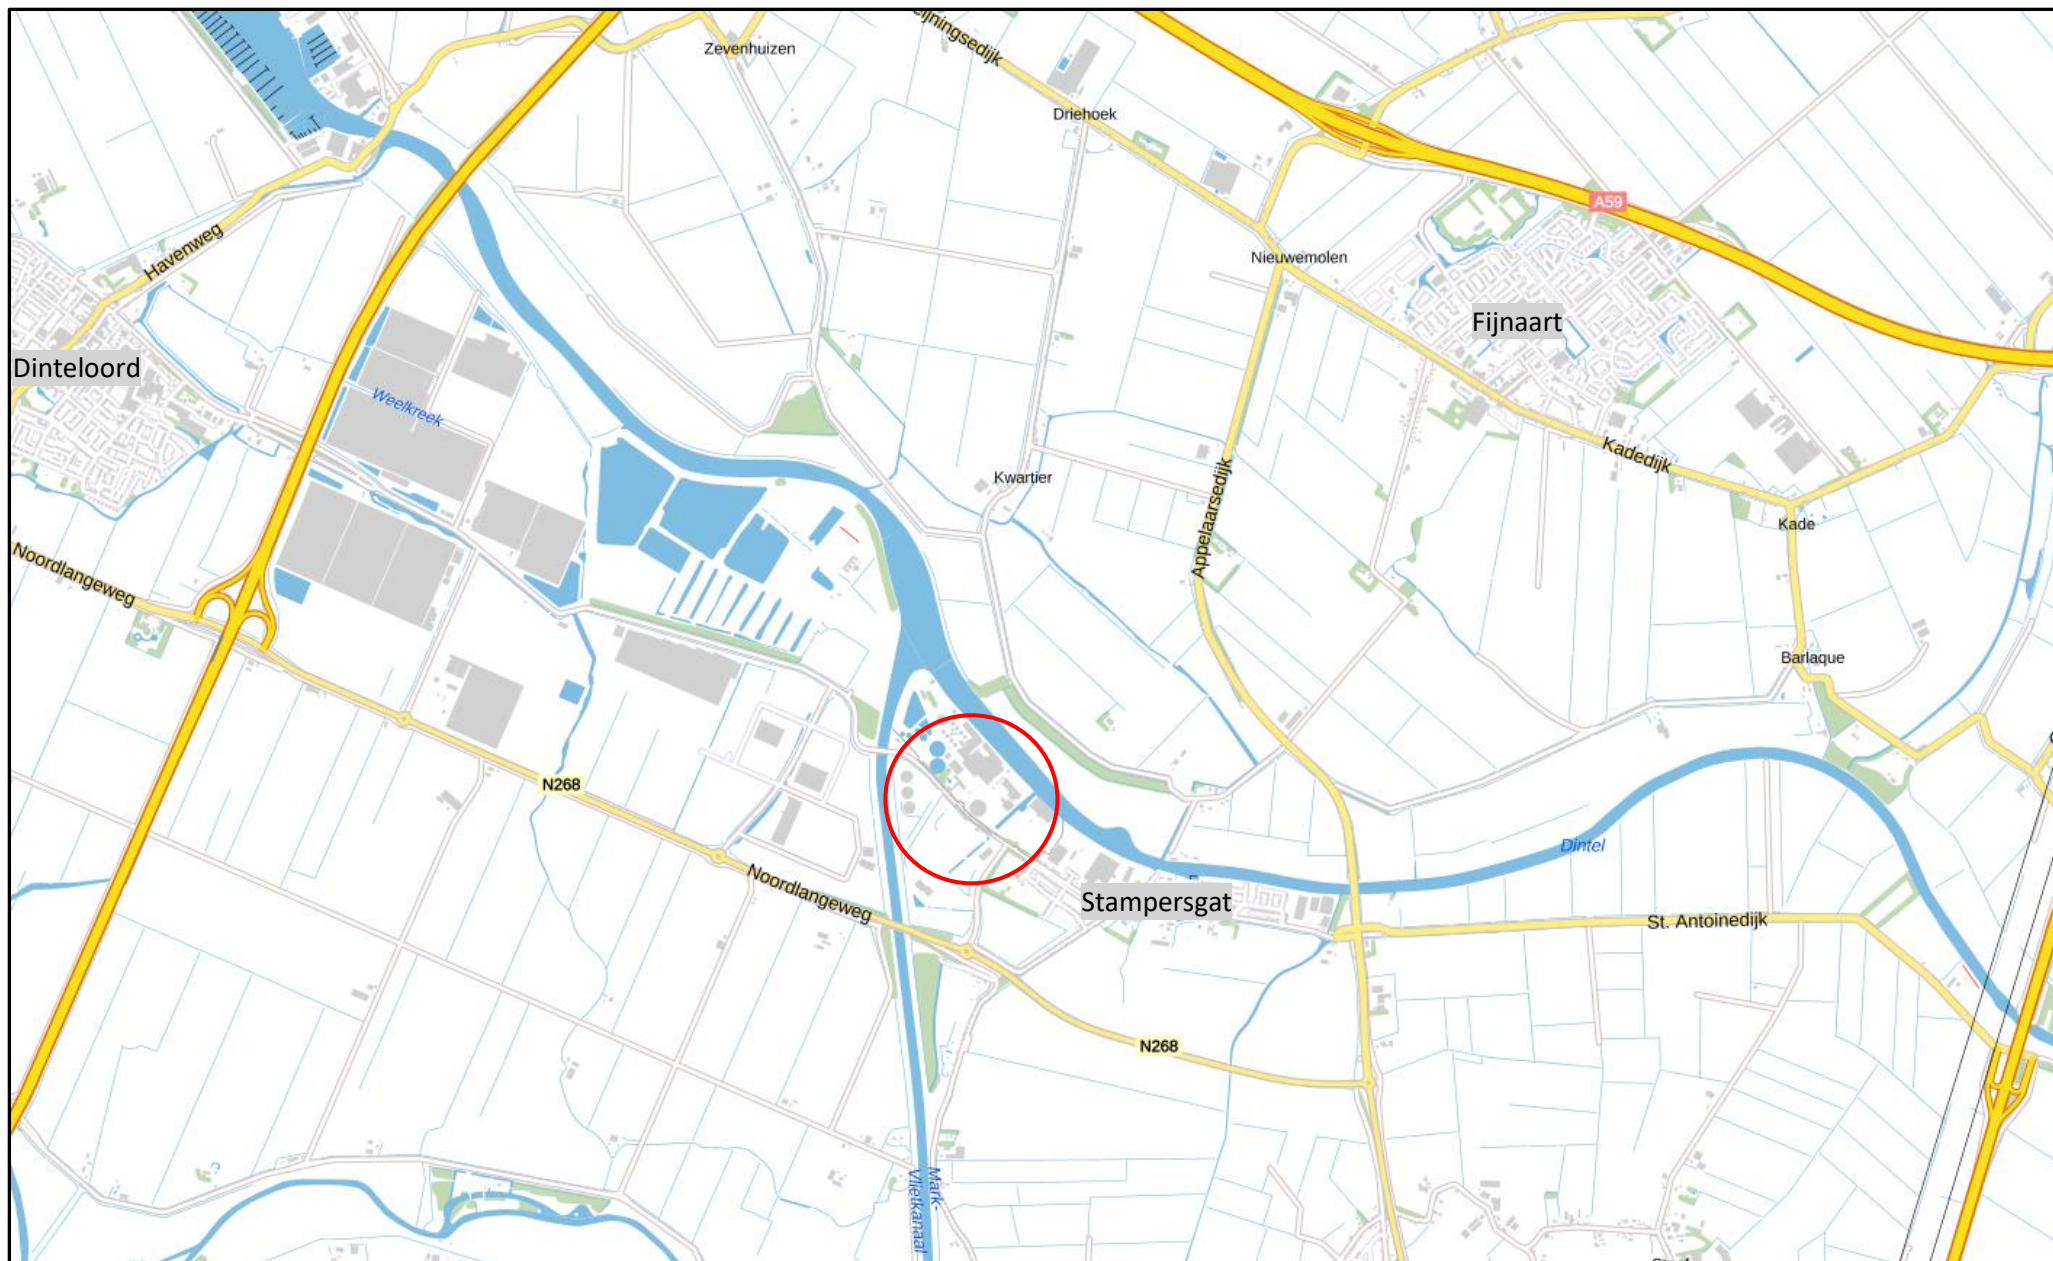 Zevenhuizen
Driehoek
A59
Havenweg
Nieuwemolen
Fijnaart
Dinteloord
Weelkreek
Kadedijk
Kwartier
Appelaarsedijk
Kade
Noordlangeweg
Barlaque
N268
Dintel
Noordlangeweg
Stampersgat
St. Antoinedijk
N268
Mark-
Vlietkanaal